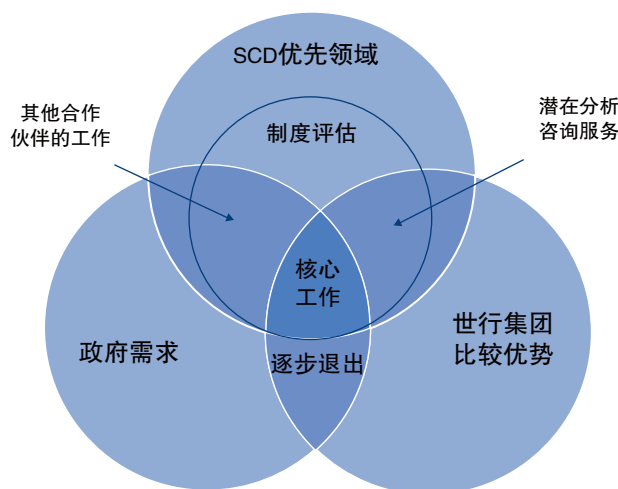 SCD优先领域
其他合作
伙伴的工作
潜在分析
咨询服务
制度评估
核心
工作
政府需求
世行集团
比较优势
逐步退出